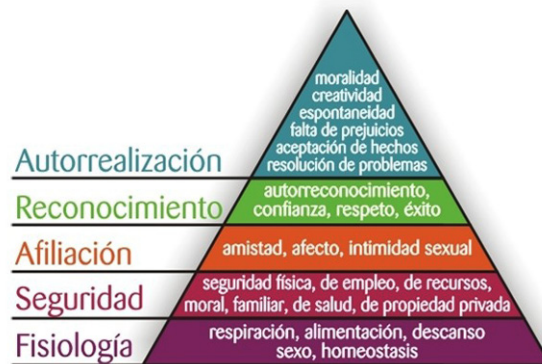 moralidad
creatividad
espontaneidad
falta de prejuicios
aceptación de hechos
resolución de problemas
Autorrealización
autorreconocimiento,
confianza, respeto, éxito
Reconocimiento
amistad, afecto, intimidad sexual
Afiliación
seguridad física, de empleo, de recursos,
moral, familiar, de salud, de propiedad privada
Seguridad
respiración, alimentación, descanso
sexo, homeostasis
Fisiología